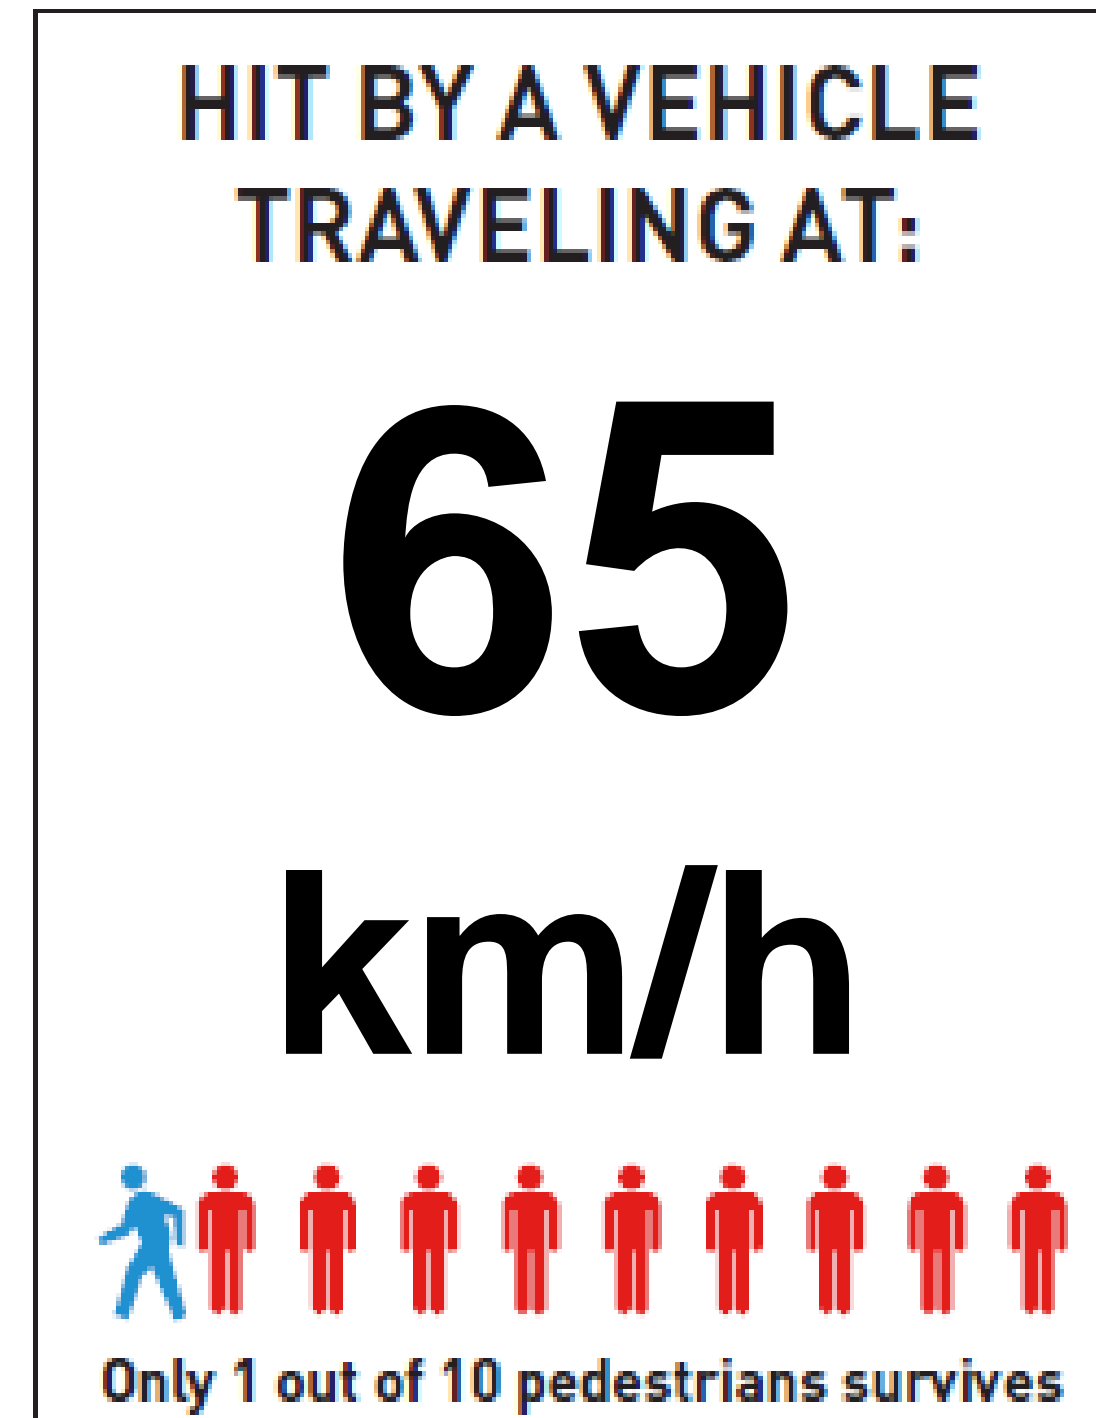 HIT BY A VEHICLE
TRAVELING AT:
65
km/h
Only 1 out of 10 pedestrians survives